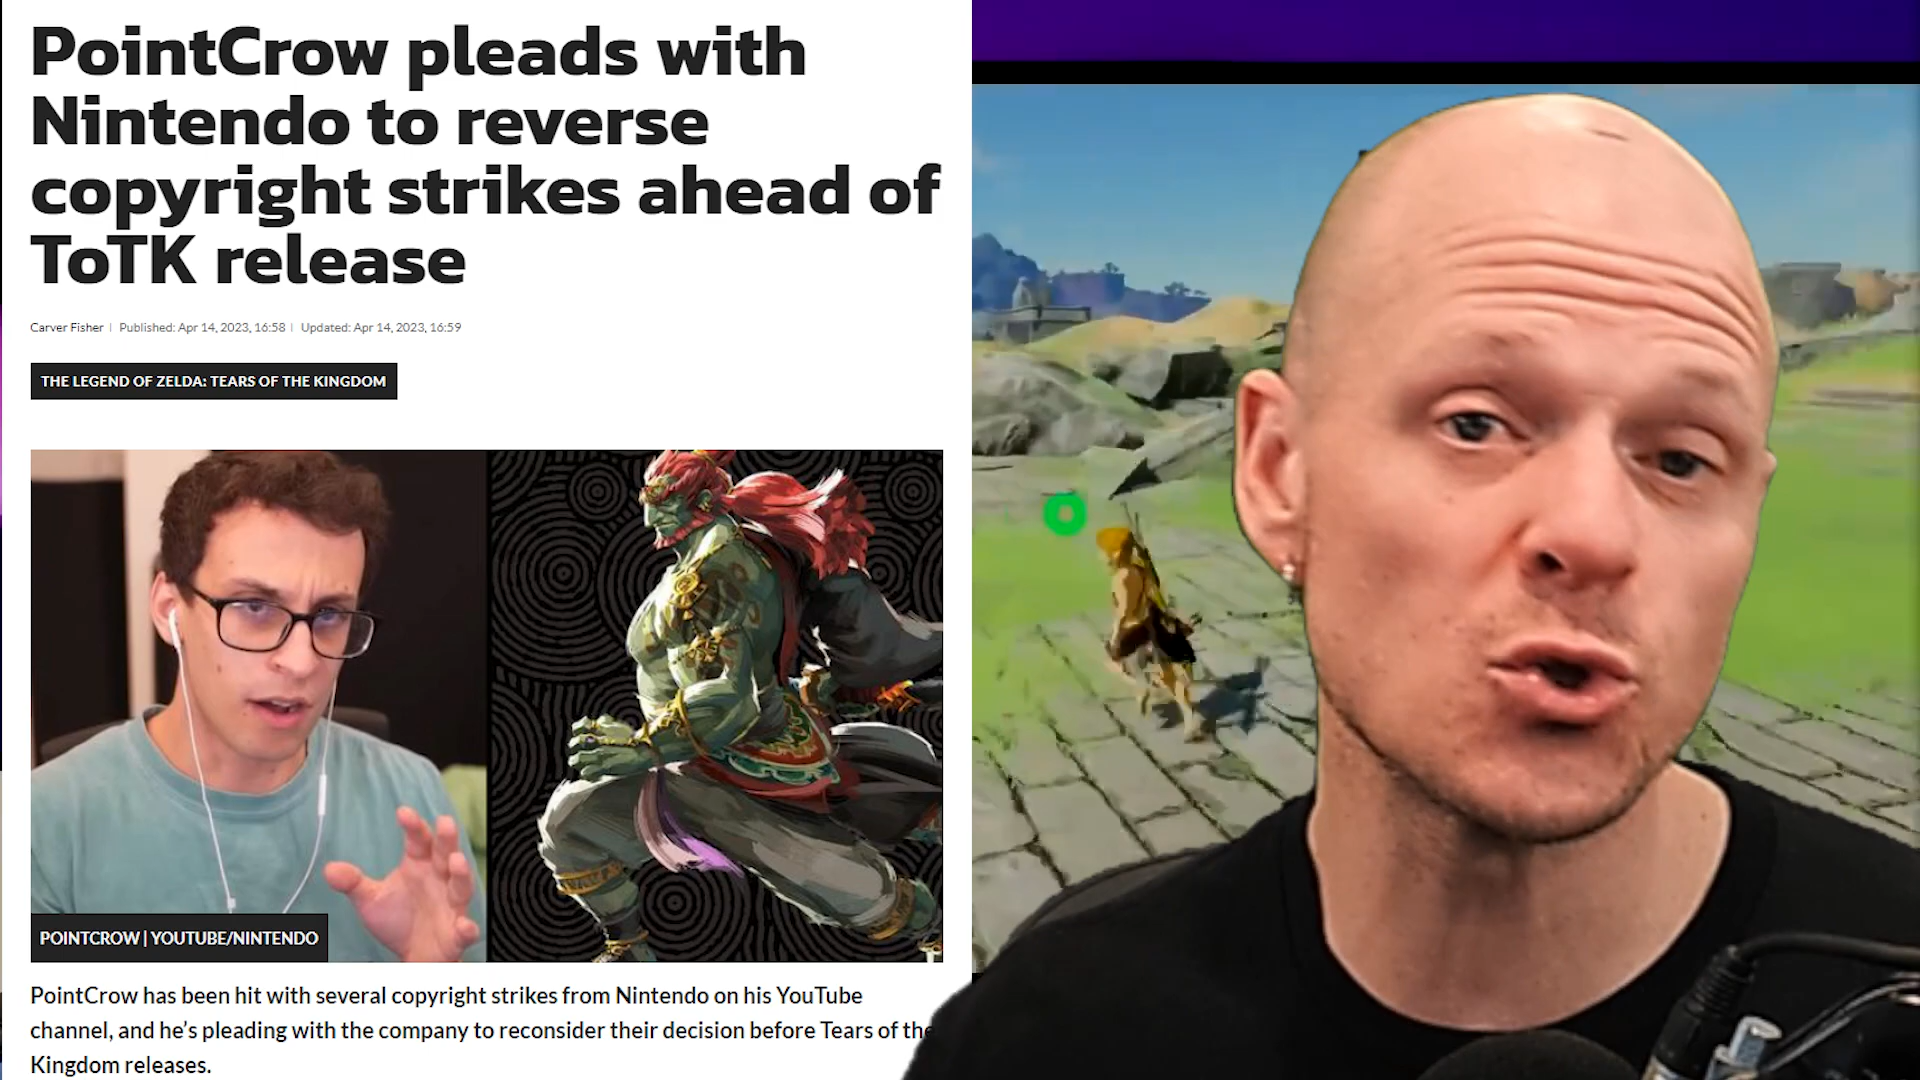 PointCrow pleads with
Nintendo to reverse
copyright strikes ahead of
ToTK release
Carver Fisher | Published: Apr 14, 2023, 16:58 | Updated: Apr 14, 2023, 16:59
THE LEGEND OF ZELDA: TEARS OF THE KINGDOM
POINTCROW | YOUTUBE/NINTENDO
PointCrow has been hit with several copyright strikes from Nintendo on his YouTube
channel, and he's pleading with the company to reconsider their decision before Tears of the
Kingdom releases.